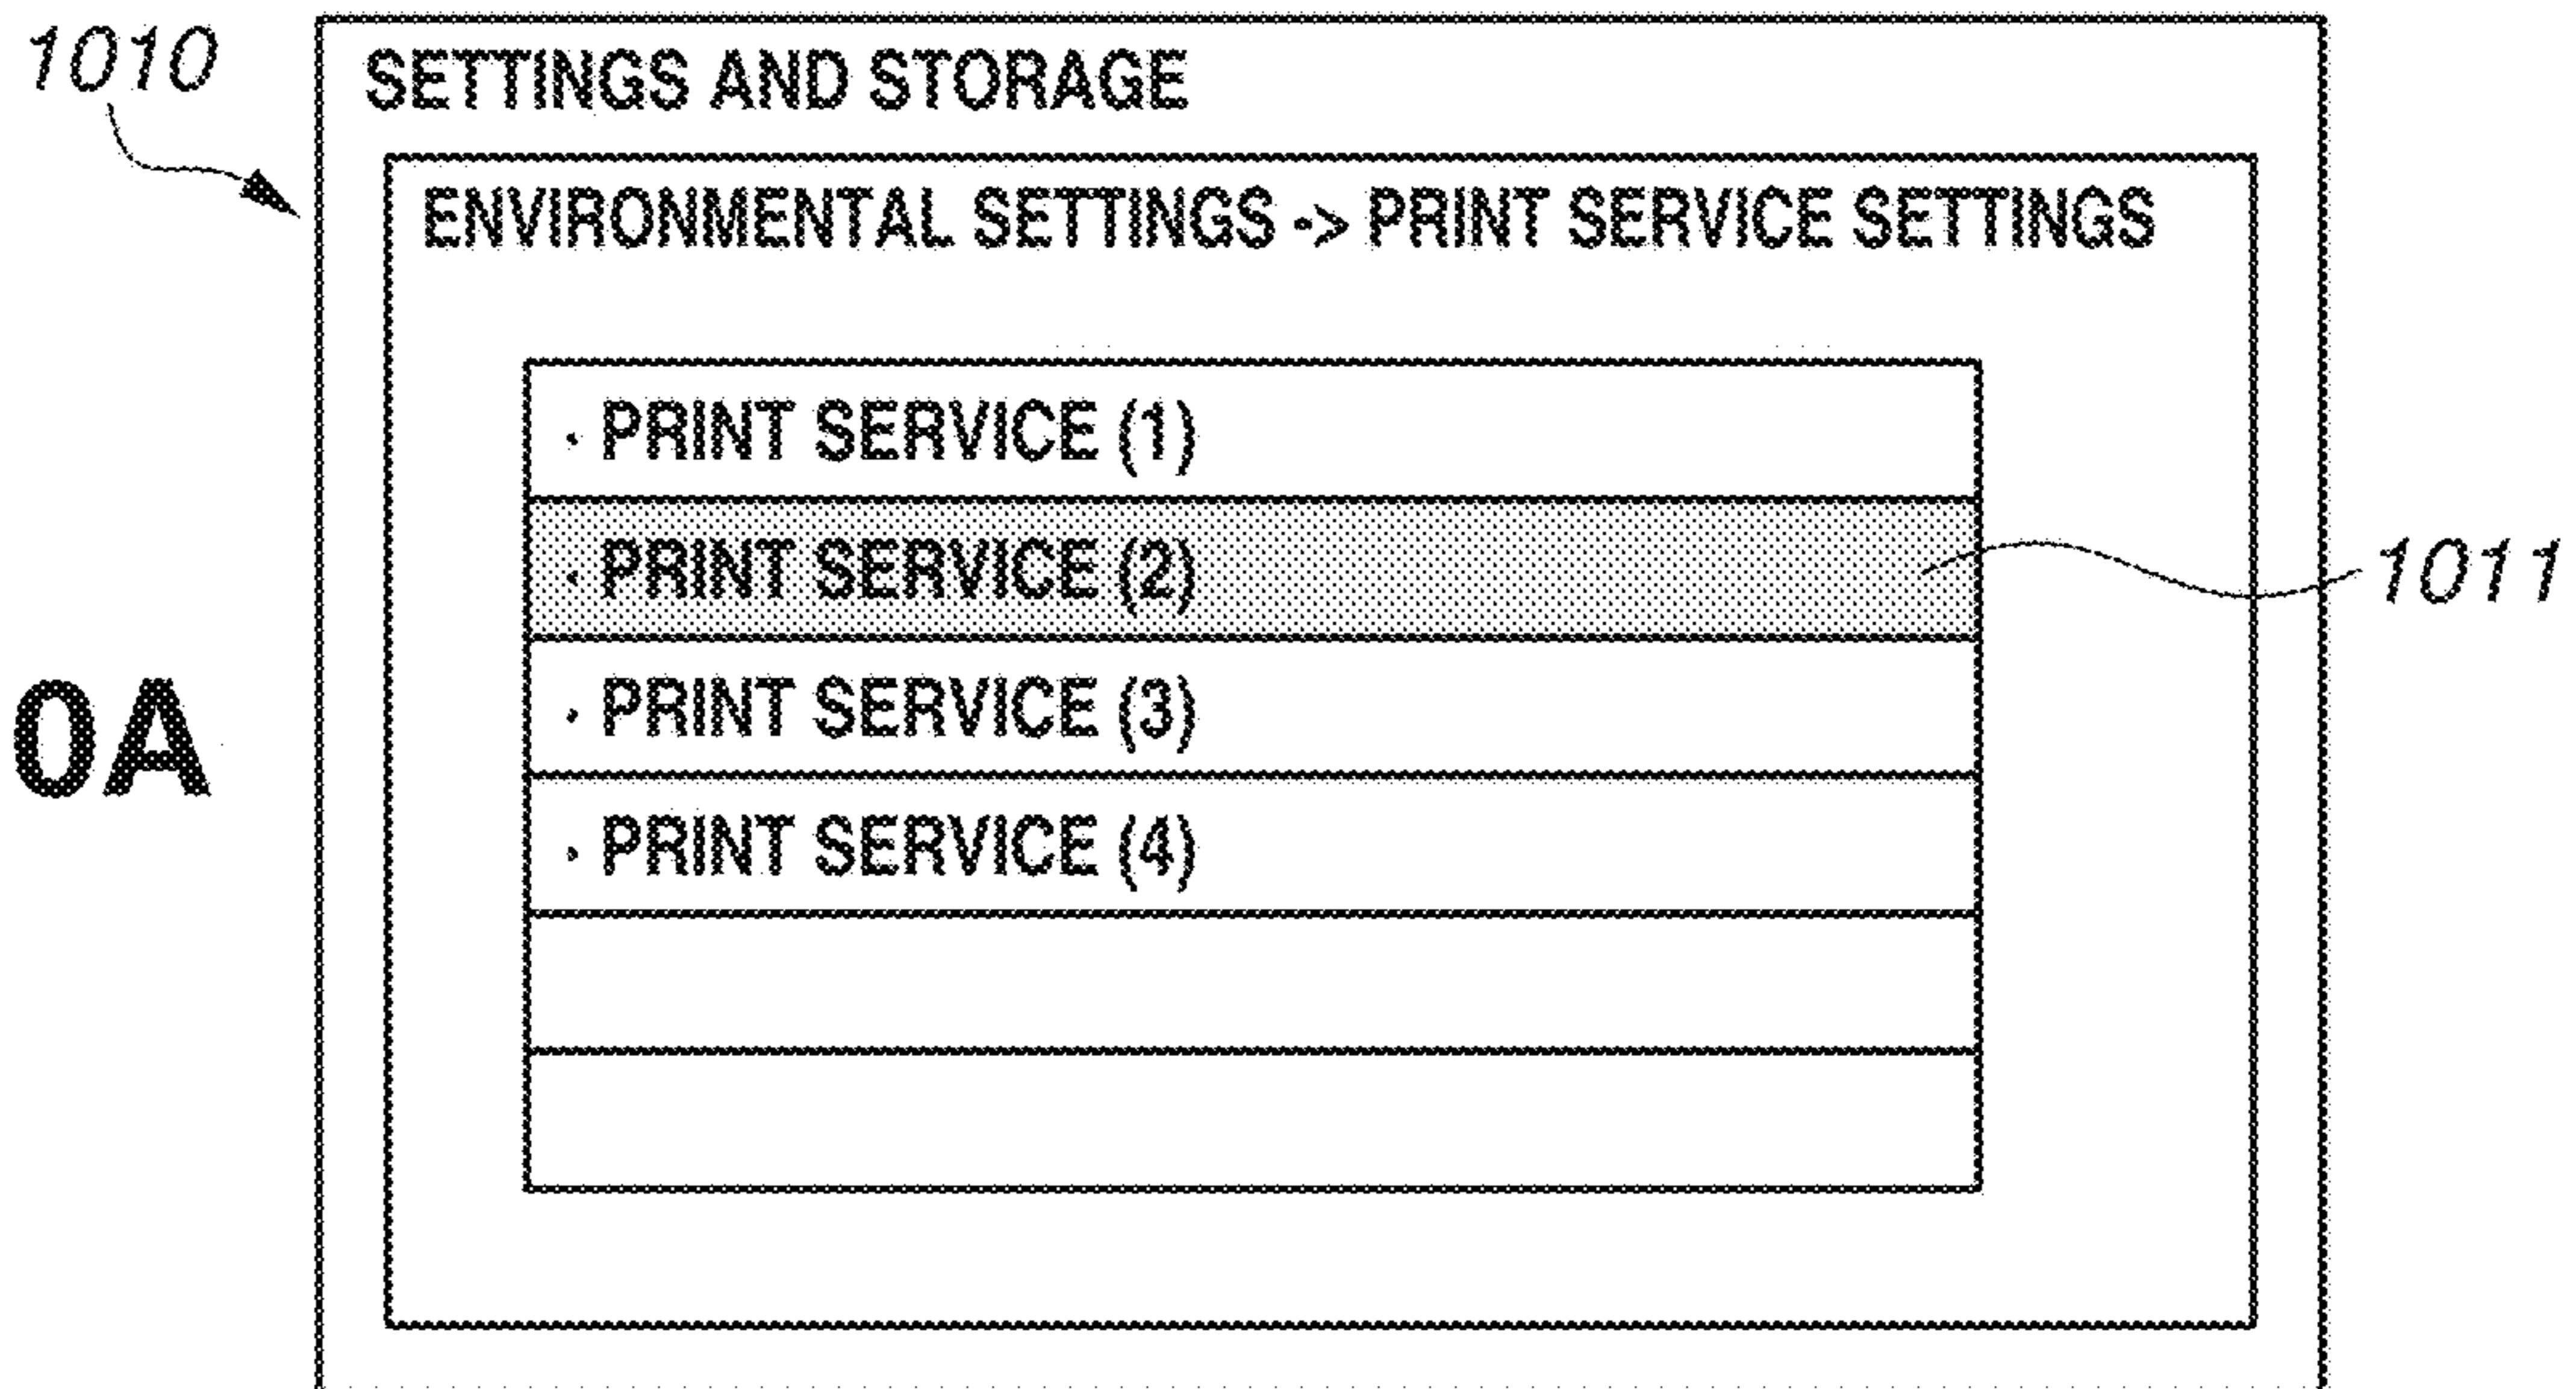 1010
SETTINGS AND STORAGE
ENVIRONMENTAL SETTINGS -> PRINT SERVICE SETTINGS
· PRINT SERVICE (1)
· PRINT SERVICE (2)
1011
· PRINT SERVICE (3)
0A
· PRINT SERVICE (4)